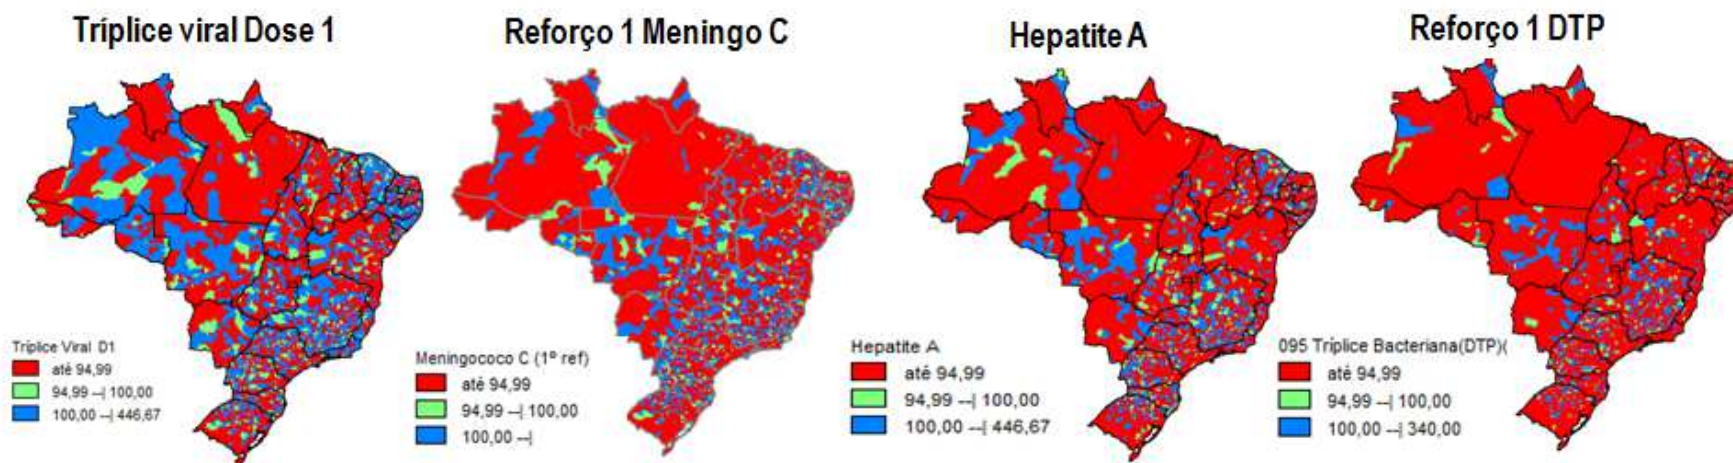 Tríplice viral Dose 1
Reforço 1 Meningo C
Hepatite A
Reforço 1 DTP
Tríplice Viral D1
até 94,99
94,99 --| 100,00
100,00 --| 446,67
Meningococo C (1º ref)
até 94,99
94,99 --| 100,00
100,00 --|
Hepatite A
até 94,99
94,99 --| 100,00
100,00 --| 446,67
095 Tríplice Bacteriana(DTP)(
até 94,99
94,99 --| 100,00
100,00 --| 340,00